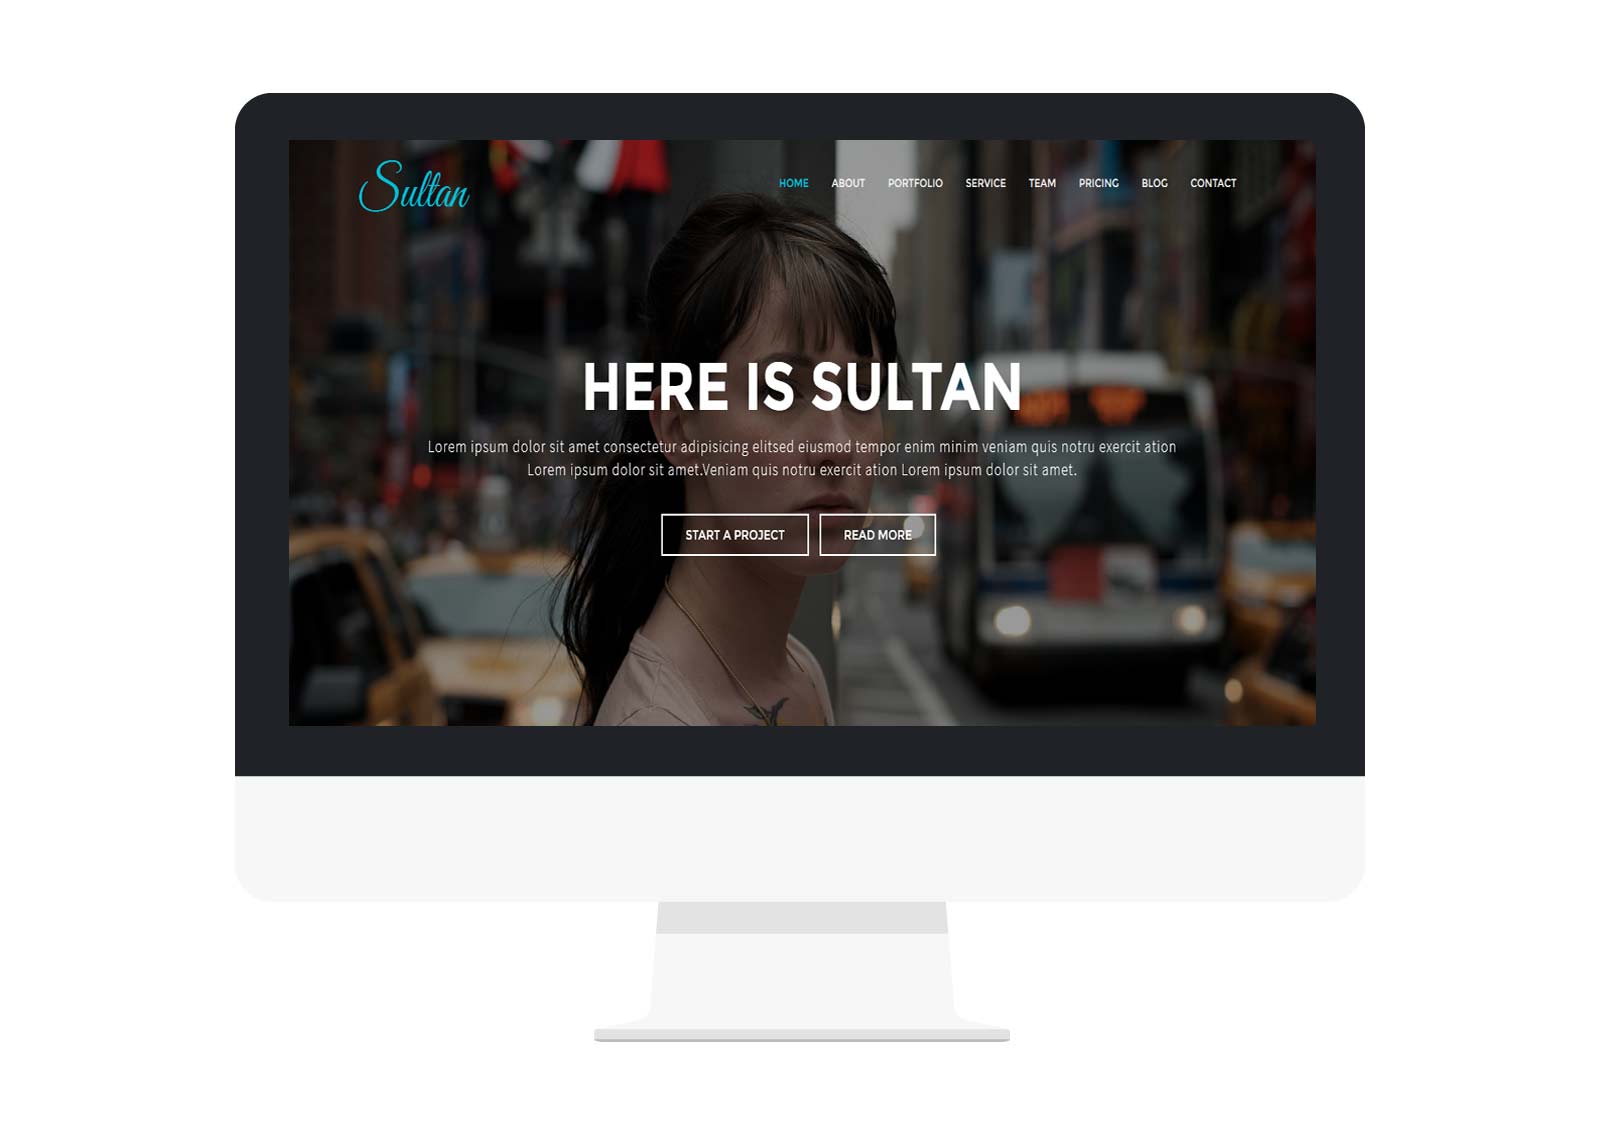 Sultan
HOME ABOUT PORTFOLIO SERVICE TEAM PRICING BLOG CONTACT
HERE IS SULTAN
Lorem ipsum dolor sit amet consectetur adipisicing elitsed eiusmod tempor enim minim veniam quis notru exercit ation
Lorem ipsum dolor sit amet.Veniam quis notru exercit ation Lorem ipsum dolor sit amet.
START A PROJECT READ MORE